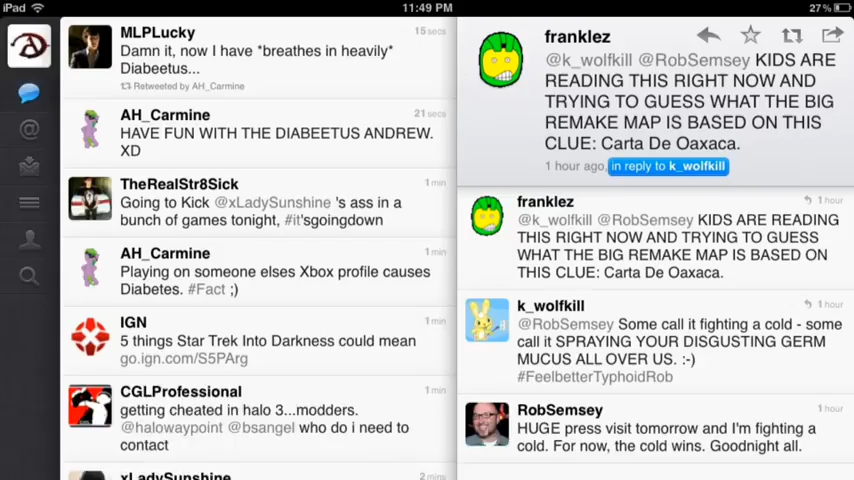 iPad
11:49 PM
27%
MLPLucky
15 secs
Damn it, now I have *breathes in heavily*
Diabeetus...
Retweeted by AH_Carmine
AH_Carmine
21 secs
HAVE FUN WITH THE DIABEETUS ANDREW.
XD
TheRealStr8Sick
1 min
Going to Kick @xLadySunshine 's ass in a
bunch of games tonight, #it'sgoingdown
AH_Carmine
1 min
Playing on someone elses Xbox profile causes
Diabetes. #Fact ;)
IGN
1 min
5 things Star Trek Into Darkness could mean
go.ign.com/S5PArg
CGLProfessional
1 min
getting cheated in halo 3...modders.
@halowaypoint @bsangel who do i need to
contact
xLadySunshine
2 mins
franklez
@k_wolfkill @RobSemsey KIDS ARE
READING THIS RIGHT NOW AND
TRYING TO GUESS WHAT THE BIG
REMAKE MAP IS BASED ON THIS
CLUE: Carta De Oaxaca.
1 hour ago, in reply to k_wolfkill
franklez
1 hour
@k_wolfkill @RobSemsey KIDS ARE READING
THIS RIGHT NOW AND TRYING TO GUESS
WHAT THE BIG REMAKE MAP IS BASED ON
THIS CLUE: Carta De Oaxaca.
k_wolfkill
1 hour
@RobSemsey Some call it fighting a cold - some
call it SPRAYING YOUR DISGUSTING GERM
MUCUS ALL OVER US. :-)
#FeelbetterTyphoidRob
RobSemsey
1 hour
HUGE press visit tomorrow and I'm fighting a
cold. For now, the cold wins. Goodnight all.